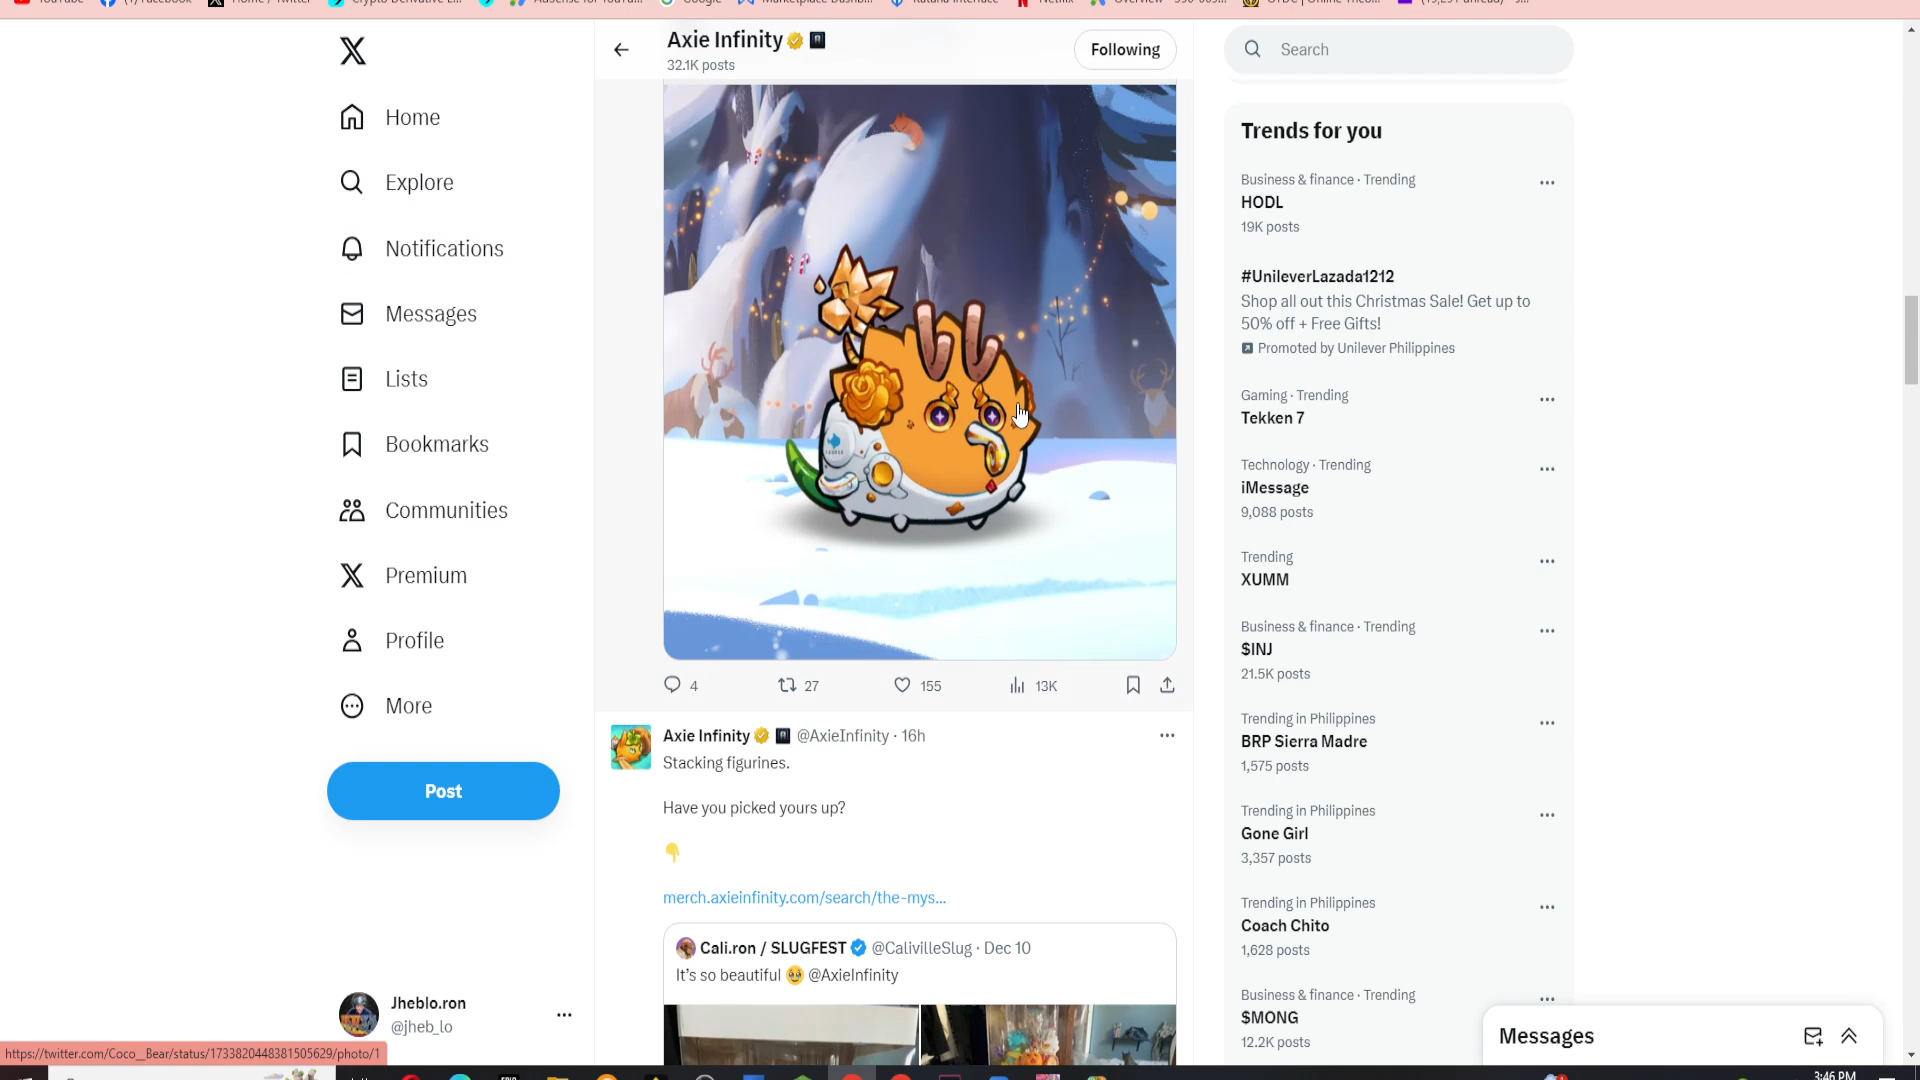 Axie Infinity
32.1K posts
Following
Search
Home
Explore
Notifications
Messages
Lists
Bookmarks
Communities
Premium
Profile
More
Post
Jheblo.ron
@jheb_lo
4
27
155
13K
Axie Infinity @AxieInfinity · 16h
Stacking figurines.
Have you picked yours up?
👇
merch.axieinfinity.com/search/the-mys...
Cali.ron / SLUGFEST @CalivilleSlug · Dec 10
It's so beautiful 🥹 @AxieInfinity
Trends for you
Business & finance · Trending
HODL
19K posts
#UnileverLazada1212
Shop all out this Christmas Sale! Get up to
50% off + Free Gifts!
Promoted by Unilever Philippines
Gaming · Trending
Tekken 7
Technology · Trending
iMessage
9,088 posts
Trending
XUMM
Business & finance · Trending
$INJ
21.5K posts
Trending in Philippines
BRP Sierra Madre
1,575 posts
Trending in Philippines
Gone Girl
3,357 posts
Trending in Philippines
Coach Chito
1,628 posts
Business & finance · Trending
$MONG
12.2K posts
Messages
https://twitter.com/Coco__Bear/status/1733820448381505629/photo/1
3:46 PM